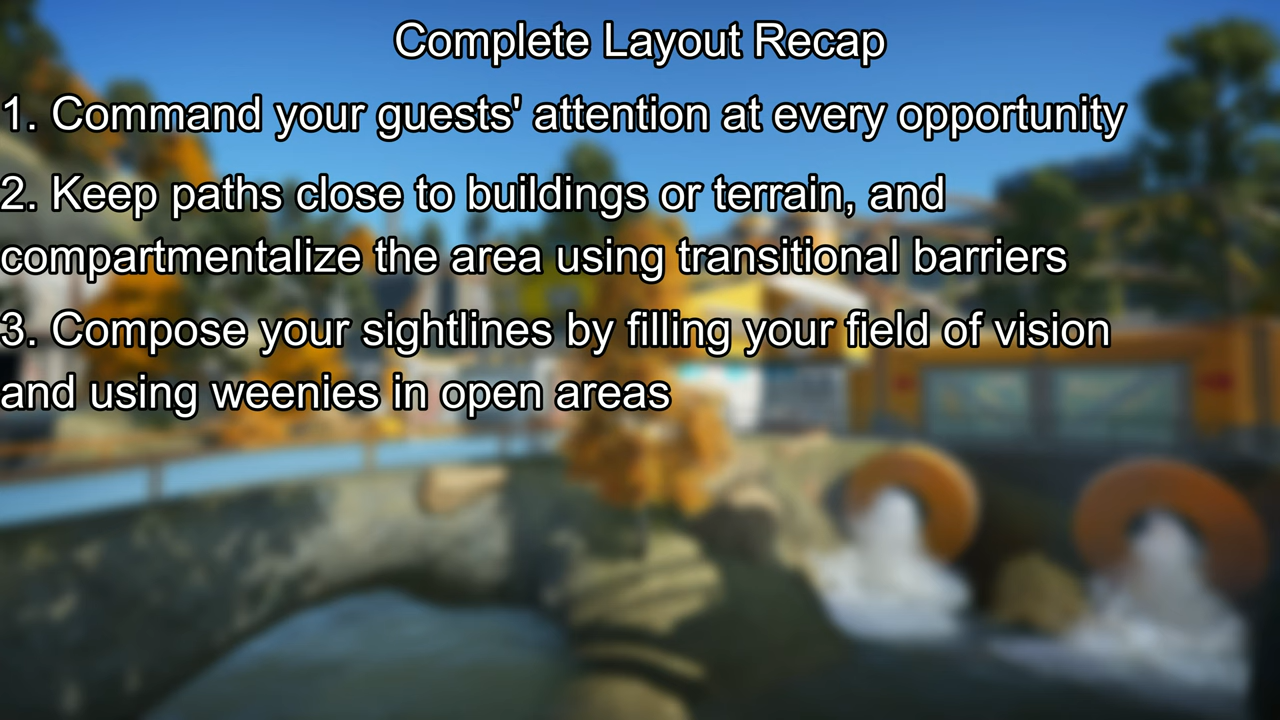 Complete Layout Recap
1. Command your guests' attention at every opportunity
2. Keep paths close to buildings or terrain, and
compartmentalize the area using transitional barriers
3. Compose your sightlines by filling your field of vision
and using weenies in open areas